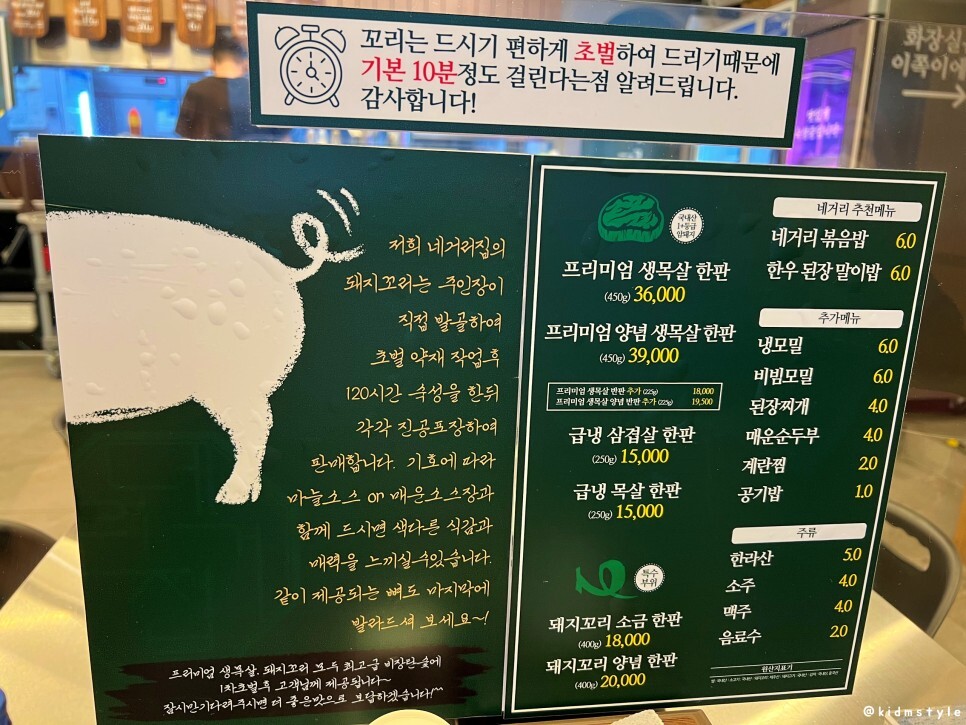 꼬리는 드시기 편하게 초벌하여 드리기때문에
기본 10분정도 걸린다는점 알려드립니다.
감사합니다!
화장실은
이쪽이에
저희 네거리집의
돼지꼬리는 주인장이
직접 발골하여
초벌 약재 작업후
120시간 숙성을 한뒤
각각 진공포장하여
판매합니다. 기호에 따라
마늘소스 or 매운소스장과
함께 드시면 색다른 식감과
매력을 느끼실수있습니다.
같이 제공되는 뼈도 마지막에
발라드셔 보세요~!
프리미엄 생목살, 돼지꼬리 모두 최고급 비장탄 숯에
1차초벌후 고객님께 제공됩니다~
잠시만기다려주시면 더 좋은맛으로 보답하겠습니다!^^
국내산
1+등급
암돼지
프리미엄 생목살 한판
(450g) 36,000
프리미엄 양념 생목살 한판
(450g) 39,000
프리미엄 생목살 반판 추가 (225g) 18,000
프리미엄 생목살 양념 반판 추가 (225g) 19,500
급냉 삼겹살 한판
(250g) 15,000
급냉 목살 한판
(250g) 15,000
특수
부위
돼지꼬리 소금 한판
(400g) 18,000
돼지꼬리 양념 한판
(400g) 20,000
네거리 추천메뉴
네거리 볶음밥 6.0
한우 된장 말이밥 6.0
추가메뉴
냉모밀 6.0
비빔모밀 6.0
된장찌개 4.0
매운순두부 4.0
계란찜 2.0
공기밥 1.0
주류
한라산 5.0
소주 4.0
맥주 4.0
음료수 2.0
원산지표기
@kidmstyle